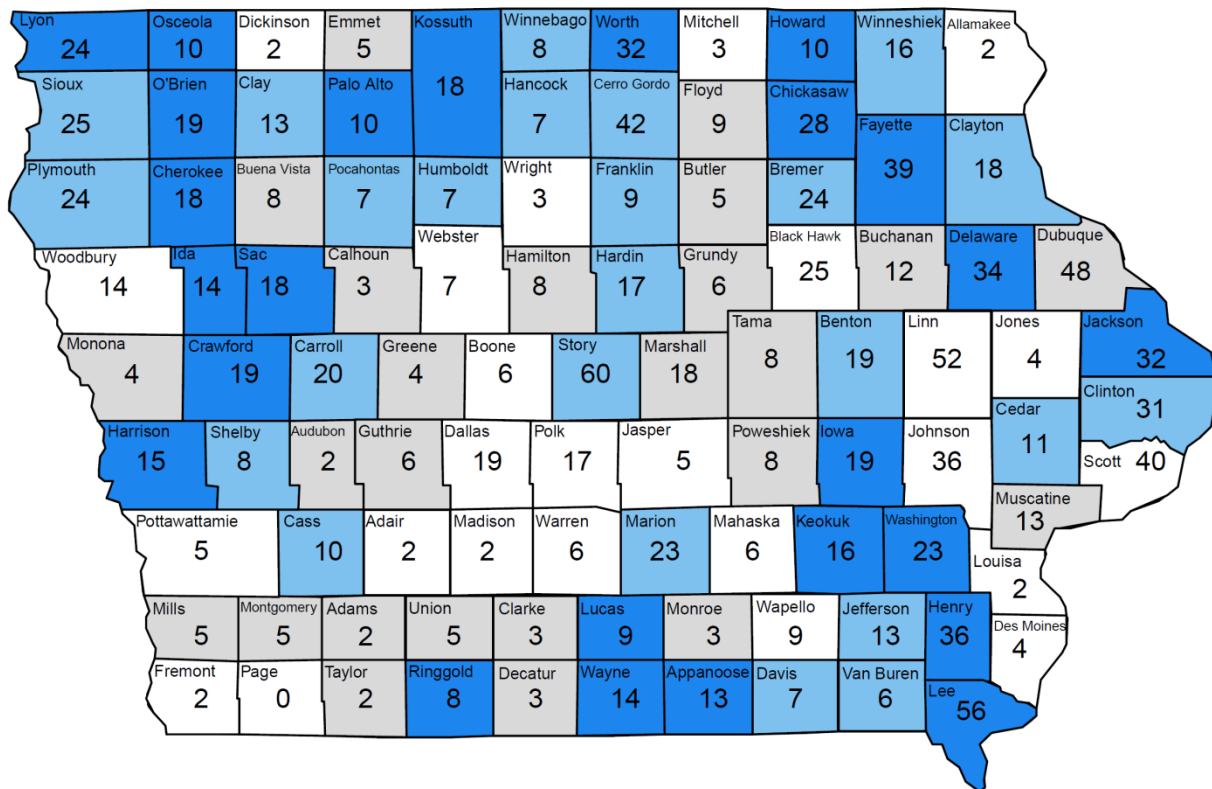 Lyon
24
Osceola
10
Dickinson
2
Emmet
5
Kossuth
18
Winnebago
8
Worth
32
Mitchell
3
Howard
10
Winneshiek
16
Allamakee
2
Sioux
25
O'Brien
19
Clay
13
Palo Alto
10
Hancock
7
Cerro Gordo
42
Floyd
9
Chickasaw
28
Fayette
39
Clayton
18
Plymouth
24
Cherokee
18
Buena Vista
8
Pocahontas
7
Humboldt
7
Wright
3
Franklin
9
Butler
5
Bremer
24
Woodbury
14
Ida
14
Sac
18
Calhoun
3
Webster
7
Hamilton
8
Hardin
17
Grundy
6
Black Hawk
25
Buchanan
12
Delaware
34
Dubuque
48
Monona
4
Crawford
19
Carroll
20
Greene
4
Boone
6
Story
60
Marshall
18
Tama
8
Benton
19
Linn
52
Jones
4
Jackson
32
Clinton
31
Cedar
11
Harrison
15
Shelby
8
Audubon
2
Guthrie
6
Dallas
19
Polk
17
Jasper
5
Poweshiek
8
Iowa
19
Johnson
36
Scott 40
Muscatine
13
Pottawattamie
5
Cass
10
Adair
2
Madison
2
Warren
6
Marion
23
Mahaska
6
Keokuk
16
Washington
23
Louisa
2
Mills
5
Montgomery
5
Adams
2
Union
5
Clarke
3
Lucas
9
Monroe
3
Wapello
9
Jefferson
13
Henry
36
Des Moines
4
Fremont
2
Page
0
Taylor
2
Ringgold
8
Decatur
3
Wayne
14
Appanoose
13
Davis
7
Van Buren
6
Lee
56